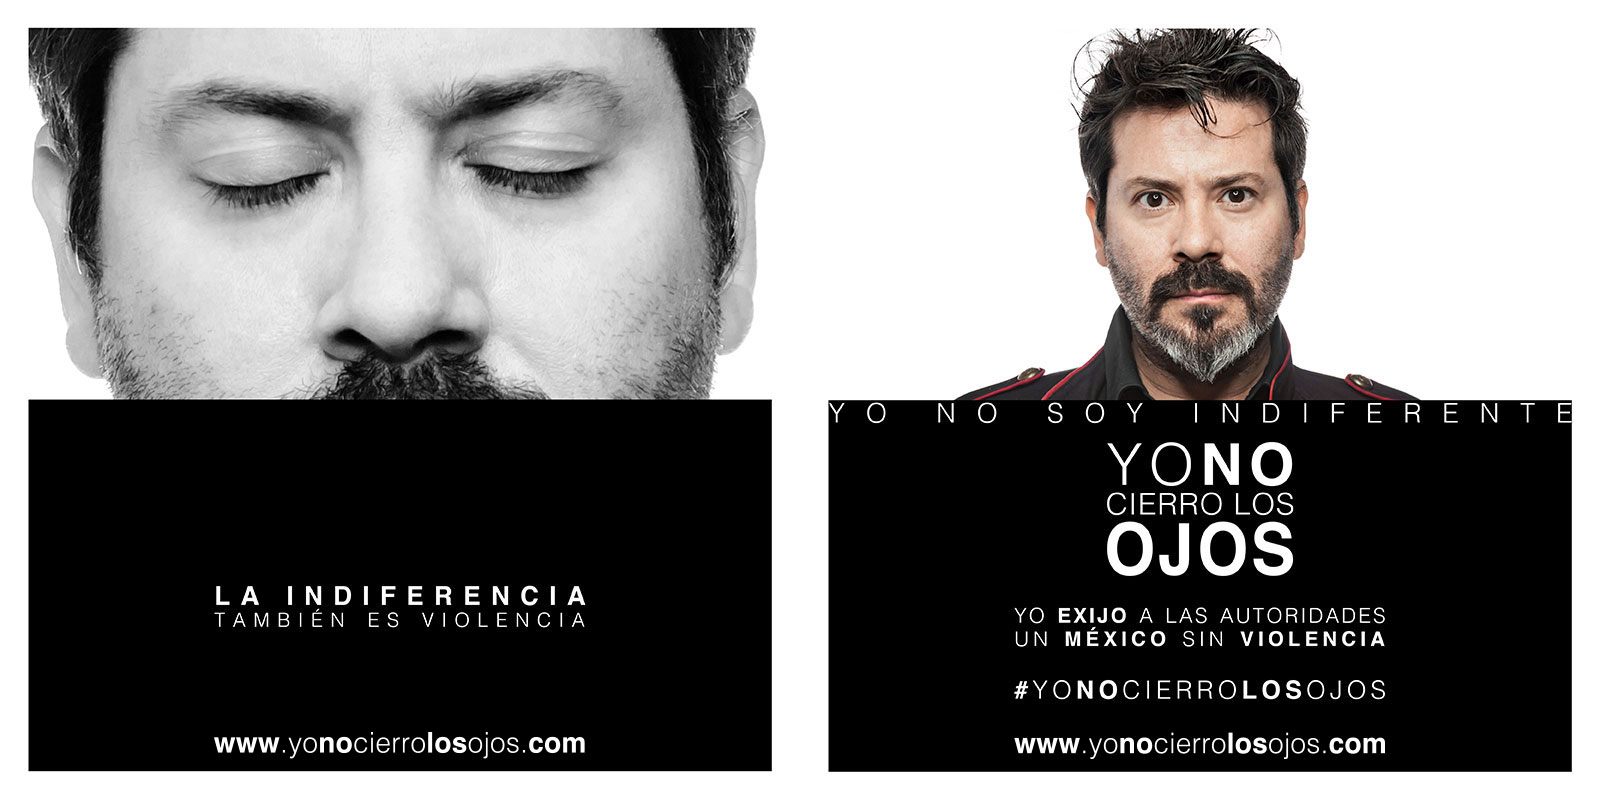 LA INDIFERENCIA
TAMBIÉN ES VIOLENCIA
www.yonocierrolosojos.com
YO NO SOY INDIFERENTE
YONO
CIERRO LOS
OJOS
YO EXIJO A LAS AUTORIDADES
UN MÉXICO SIN VIOLENCIA
#YONOCIERROLOSOJOS
www.yonocierrolosojos.com